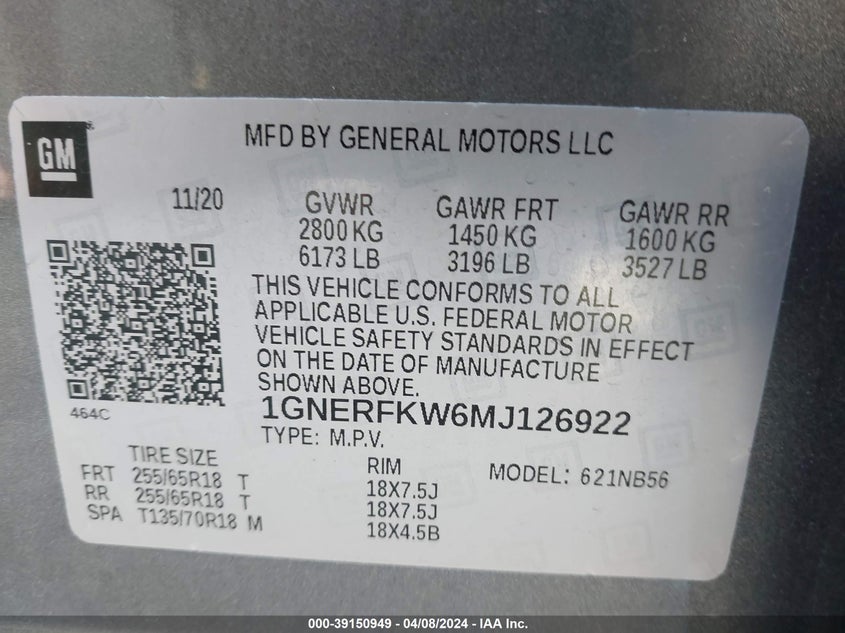 GM
MFD BY GENERAL MOTORS LLC
11/20 GVWR GAWR FRT GAWR RR
2800 KG 1450 KG 1600 KG
6173 LB 3196 LB 3527 LB
THIS VEHICLE CONFORMS TO ALL
APPLICABLE U.S. FEDERAL MOTOR
VEHICLE SAFETY STANDARDS IN EFFECT
ON THE DATE OF MANUFACTURE
SHOWN ABOVE.
464C
1GNERFKW6MJ126922
TYPE: M.P.V.
TIRE SIZE RIM MODEL: 621NB56
FRT 255/65R18 T 18X7.5J
RR 255/65R18 T 18X7.5J
SPA T135/70R18 M 18X4.5B
000-39150949 - 04/08/2024 - IAA Inc.